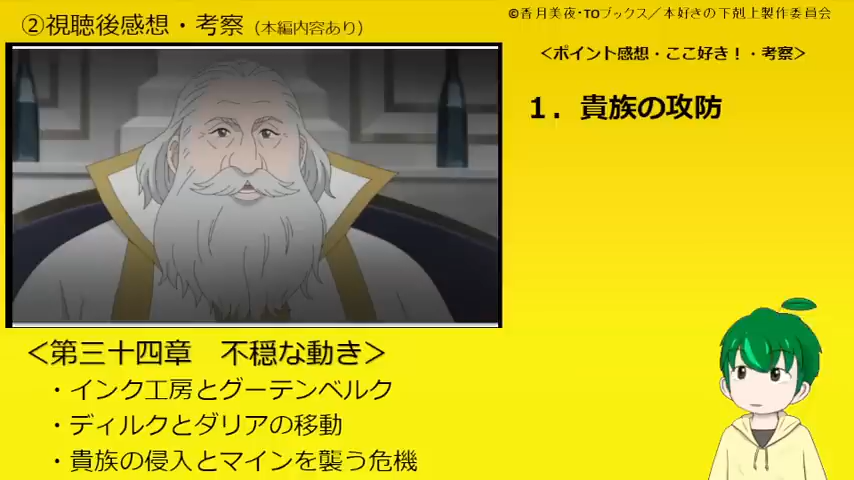 ②視聴後感想・考察（本編内容あり）
©香月美夜・TOブックス／本好きの下剋上製作委員会
＜ポイント感想・ここ好き！・考察＞
１．貴族の攻防
＜第三十四章　不穏な動き＞
・インク工房とグーテンベルク
・ディルクとダリアの移動
・貴族の侵入とマインを襲う危機